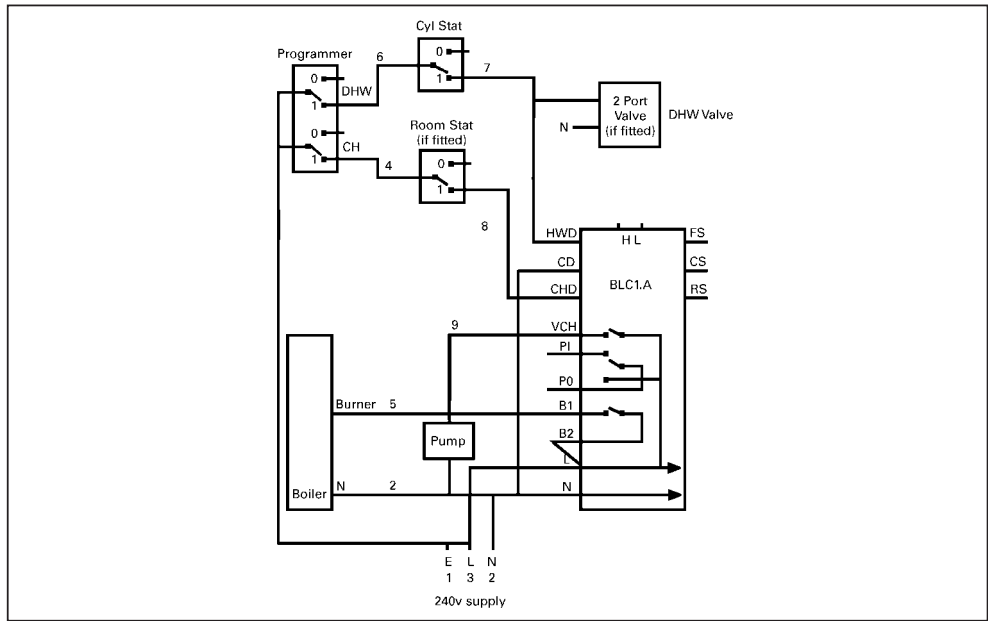 Cyl Stat
Programmer
0
6
1
7
0
DHW
1
2 Port
Valve
(if fitted)
DHW Valve
N
Room Stat
(if fitted)
0
CH
1
4
0
1
8
HWD
H L
FS
CD
CS
BLC1.A
CHD
RS
9
VCH
PI
P0
Burner 5
B1
B2
Pump
L
Boiler
N
2
N
E L N
1 3 2
240v supply